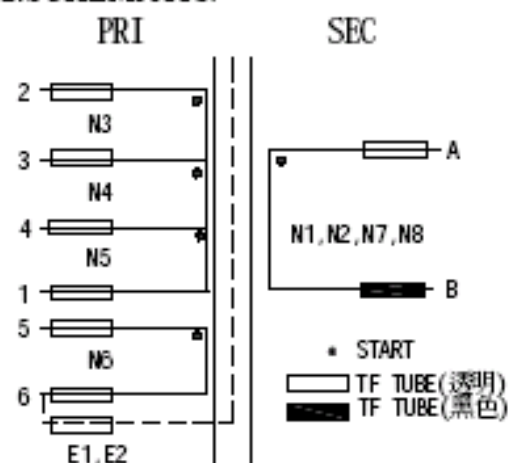 PRI SEC
2
N3
3
N4
4
N5
1
5
N6
6
E1,E2
A
N1,N2,N7,N8
B
START
TF TUBE(透明)
TF TUBE(黑色)